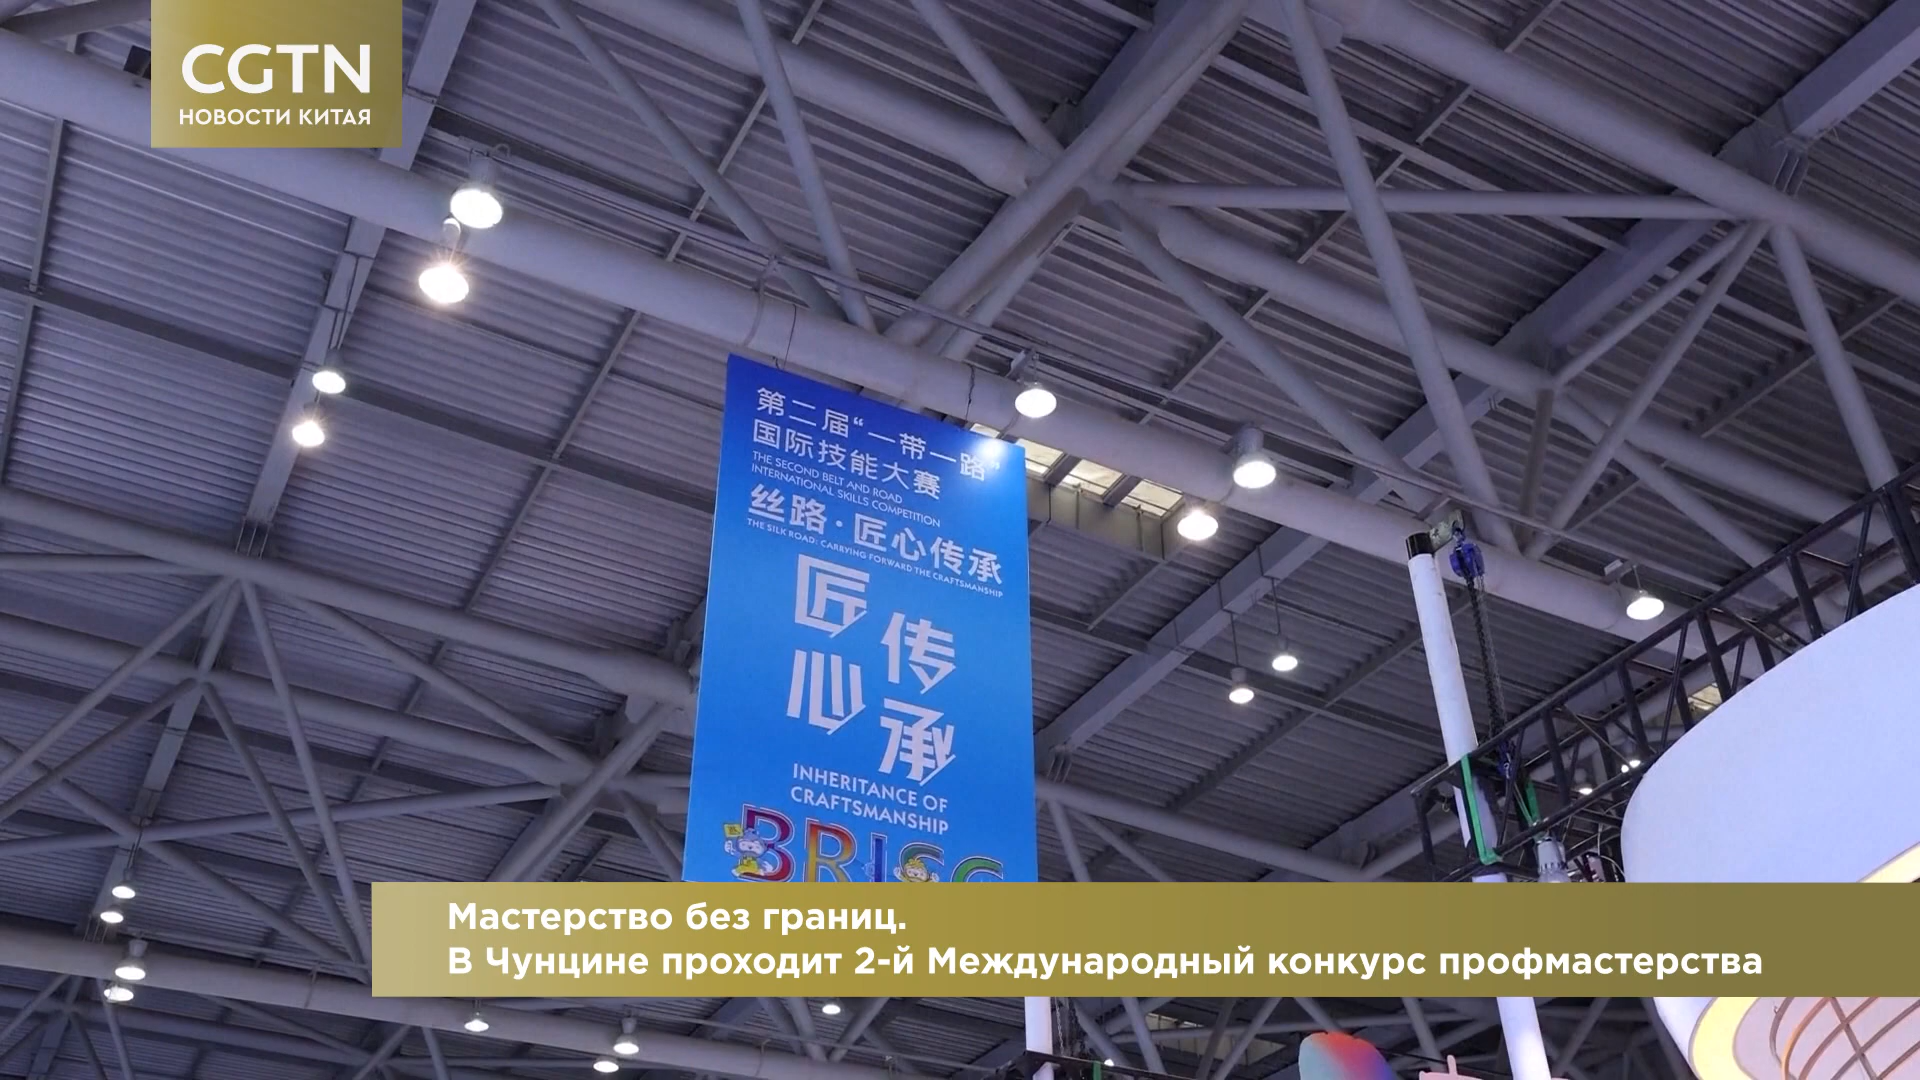 CGTN
НОВОСТИ КИТАЯ
第二届“一带一路”
国际技能大赛
THE SECOND BELT AND ROAD
INTERNATIONAL SKILLS COMPETITION
丝路·匠心传承
THE SILK ROAD: CARRYING FORWARD THE CRAFTSMANSHIP
匠心
传承
INHERITANCE OF
CRAFTSMANSHIP
BRISC
Мастерство без границ.
В Чунцине проходит 2-й Международный конкурс профмастерства